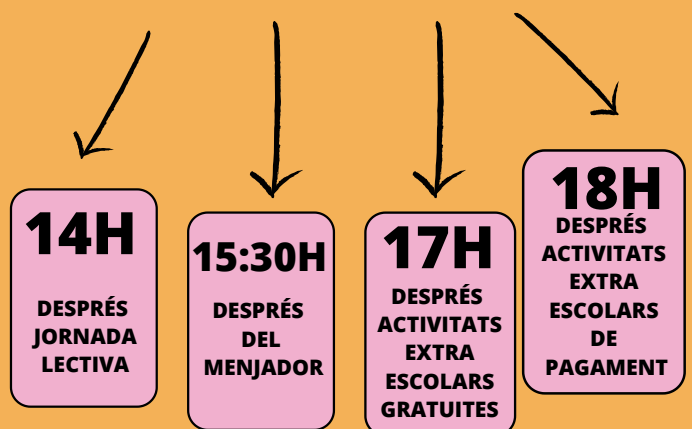 14H
DESPRÉS
JORNADA
LECTIVA
15:30H
DESPRÉS
DEL
MENJADOR
17H
DESPRÉS
ACTIVITATS
EXTRA
ESCOLARS
GRATUITES
18H
DESPRÉS
ACTIVITATS
EXTRA
ESCOLARS
DE
PAGAMENT